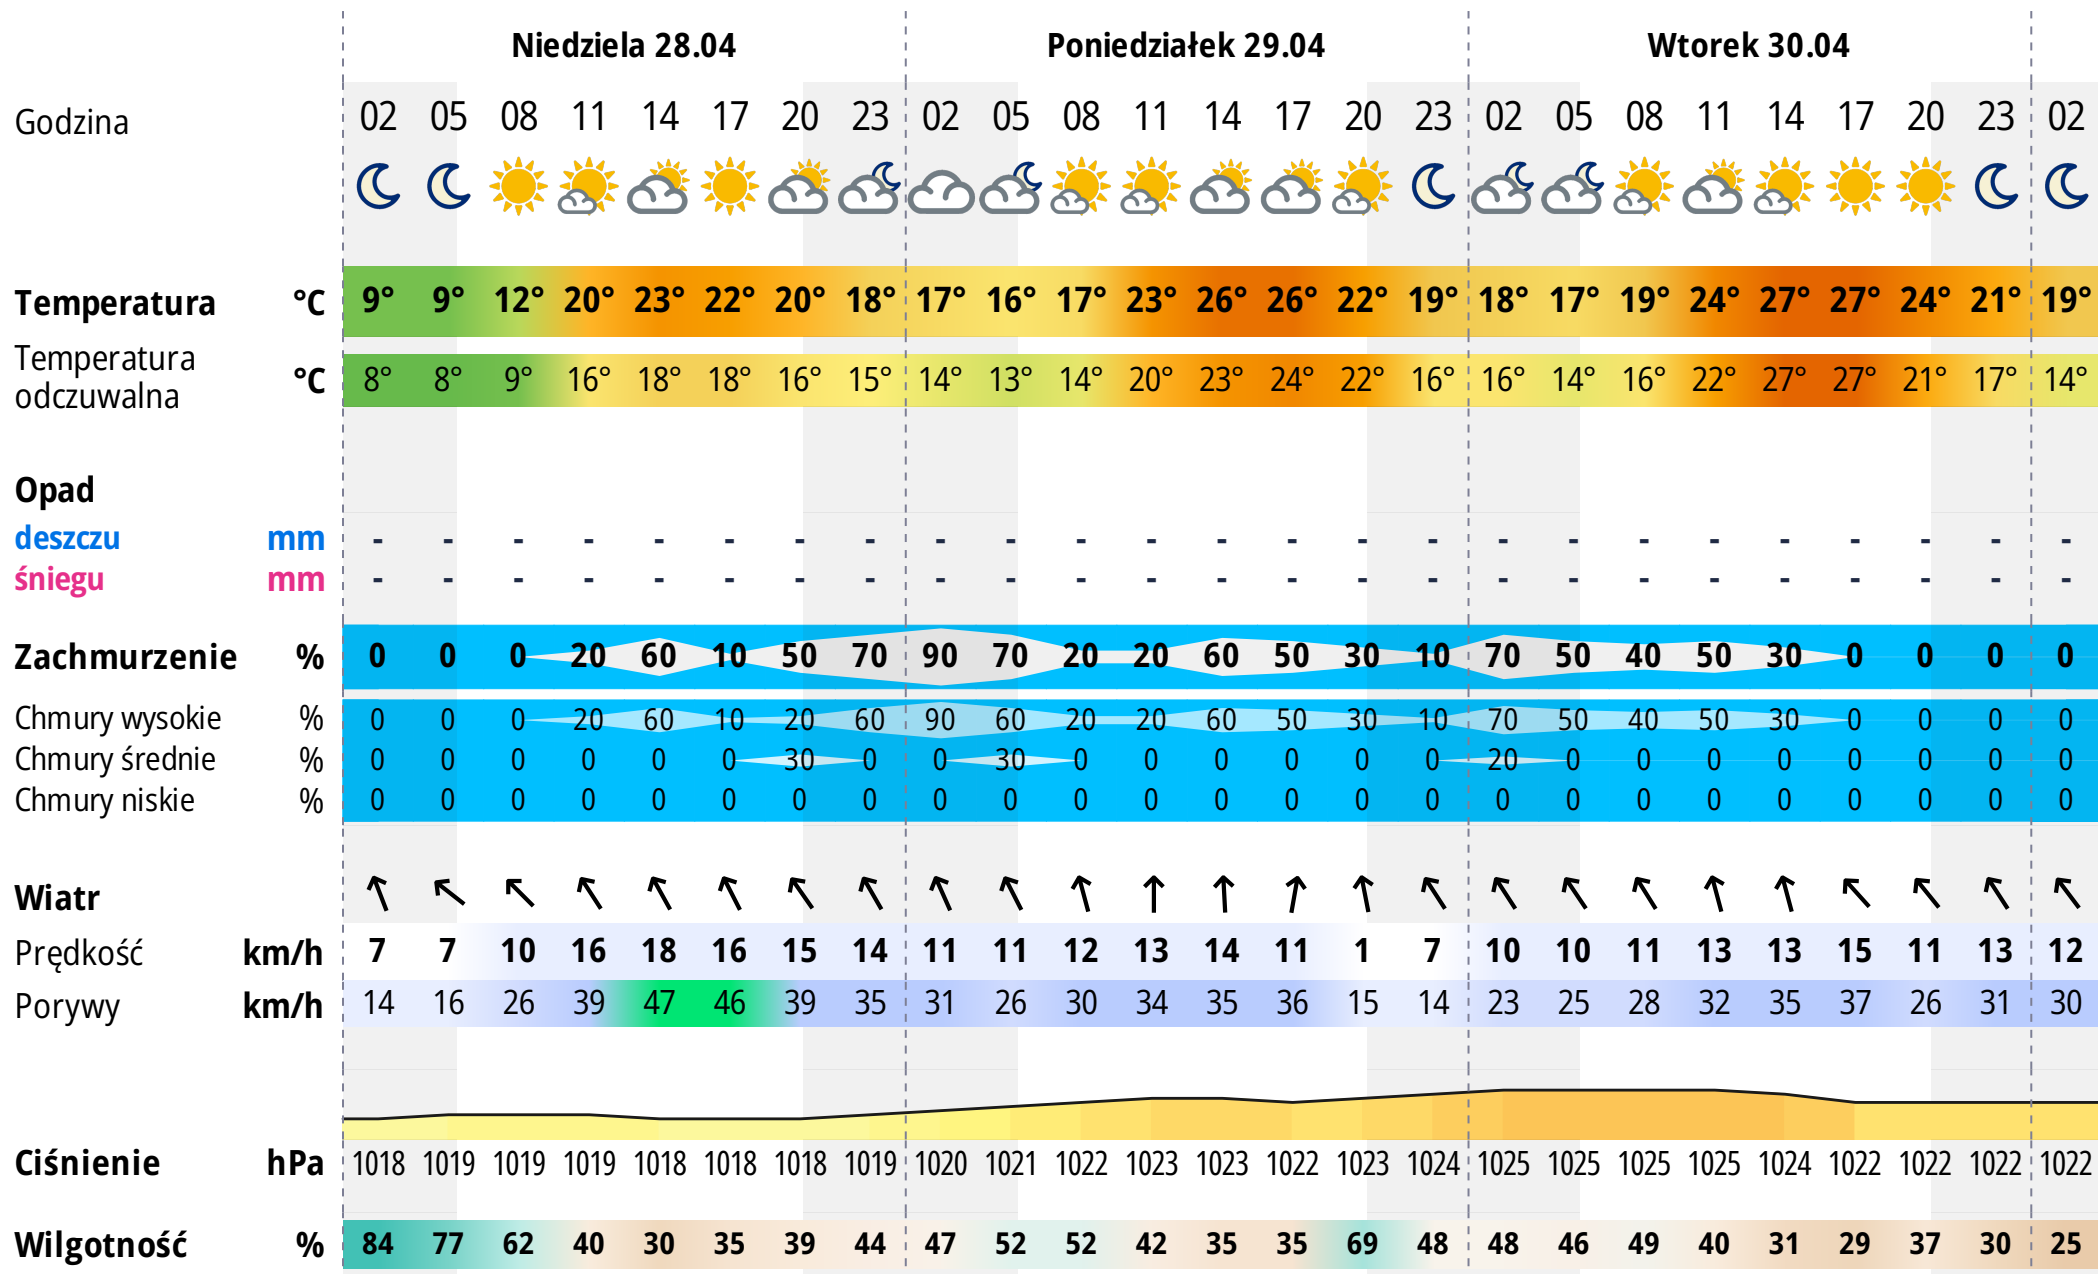 Niedziela 28.04 Poniedziałek 29.04 Wtorek 30.04
Godzina 02 05 08 11 14 17 20 23 02 05 08 11 14 17 20 23 02 05 08 11 14 17 20 23 02
Temperatura °C 9° 9° 12° 20° 23° 22° 20° 18° 17° 16° 17° 23° 26° 26° 22° 19° 18° 17° 19° 24° 27° 27° 24° 21° 19°
Temperatura
odczuwalna °C 8° 8° 9° 16° 18° 18° 16° 15° 14° 13° 14° 20° 23° 24° 22° 16° 16° 14° 16° 22° 27° 27° 21° 17° 14°
Opad
deszczu mm - - - - - - - - - - - - - - - - - - - - - - - - -
śniegu mm - - - - - - - - - - - - - - - - - - - - - - - - -
Zachmurzenie % 0 0 0 20 60 10 50 70 90 70 20 20 60 50 30 10 70 50 40 50 30 0 0 0 0
Chmury wysokie % 0 0 0 20 60 10 20 60 90 60 20 20 60 50 30 10 70 50 40 50 30 0 0 0 0
Chmury średnie % 0 0 0 0 0 0 30 0 0 30 0 0 0 0 0 0 20 0 0 0 0 0 0 0 0
Chmury niskie % 0 0 0 0 0 0 0 0 0 0 0 0 0 0 0 0 0 0 0 0 0 0 0 0 0
Wiatr
Prędkość km/h 7 7 10 16 18 16 15 14 11 11 12 13 14 11 1 7 10 10 11 13 13 15 11 13 12
Porywy km/h 14 16 26 39 47 46 39 35 31 26 30 34 35 36 15 14 23 25 28 32 35 37 26 31 30
Ciśnienie hPa 1018 1019 1019 1019 1018 1018 1018 1019 1020 1021 1022 1023 1023 1022 1023 1024 1025 1025 1025 1025 1024 1022 1022 1022 1022
Wilgotność % 84 77 62 40 30 35 39 44 47 52 52 42 35 35 69 48 48 46 49 40 31 29 37 30 25